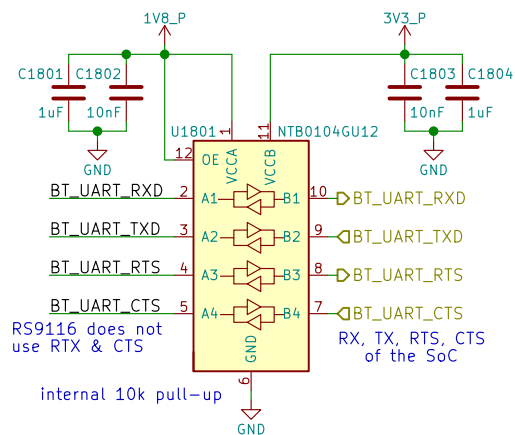 1V8_P
3V3_P
C1801
C1802
C1803
C1804
1uF
10nF
10nF
1uF
GND
GND
U1801
1
11
NTB0104GU12
12
OE
VCCA
VCCB
BT_UART_RXD
2
A1
B1
10
BT_UART_RXD
BT_UART_TXD
3
A2
B2
9
BT_UART_TXD
BT_UART_RTS
4
A3
B3
8
BT_UART_RTS
BT_UART_CTS
5
A4
B4
7
BT_UART_CTS
RS9116 does not
use RTX & CTS
GND
RX, TX, RTS, CTS
of the SoC
6
internal 10k pull-up
GND